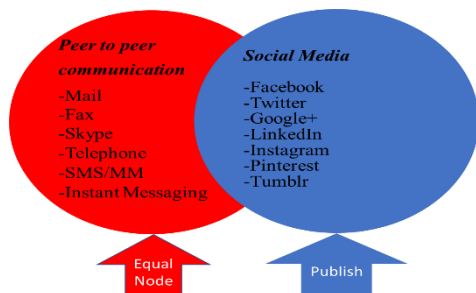 Peer to peer
communication
-Mail
-Fax
-Skype
-Telephone
-SMS/MM
-Instant Messaging
Social Media
-Facebook
-Twitter
-Google+
-LinkedIn
-Instagram
-Pinterest
-Tumblr
Equal
Node
Publish